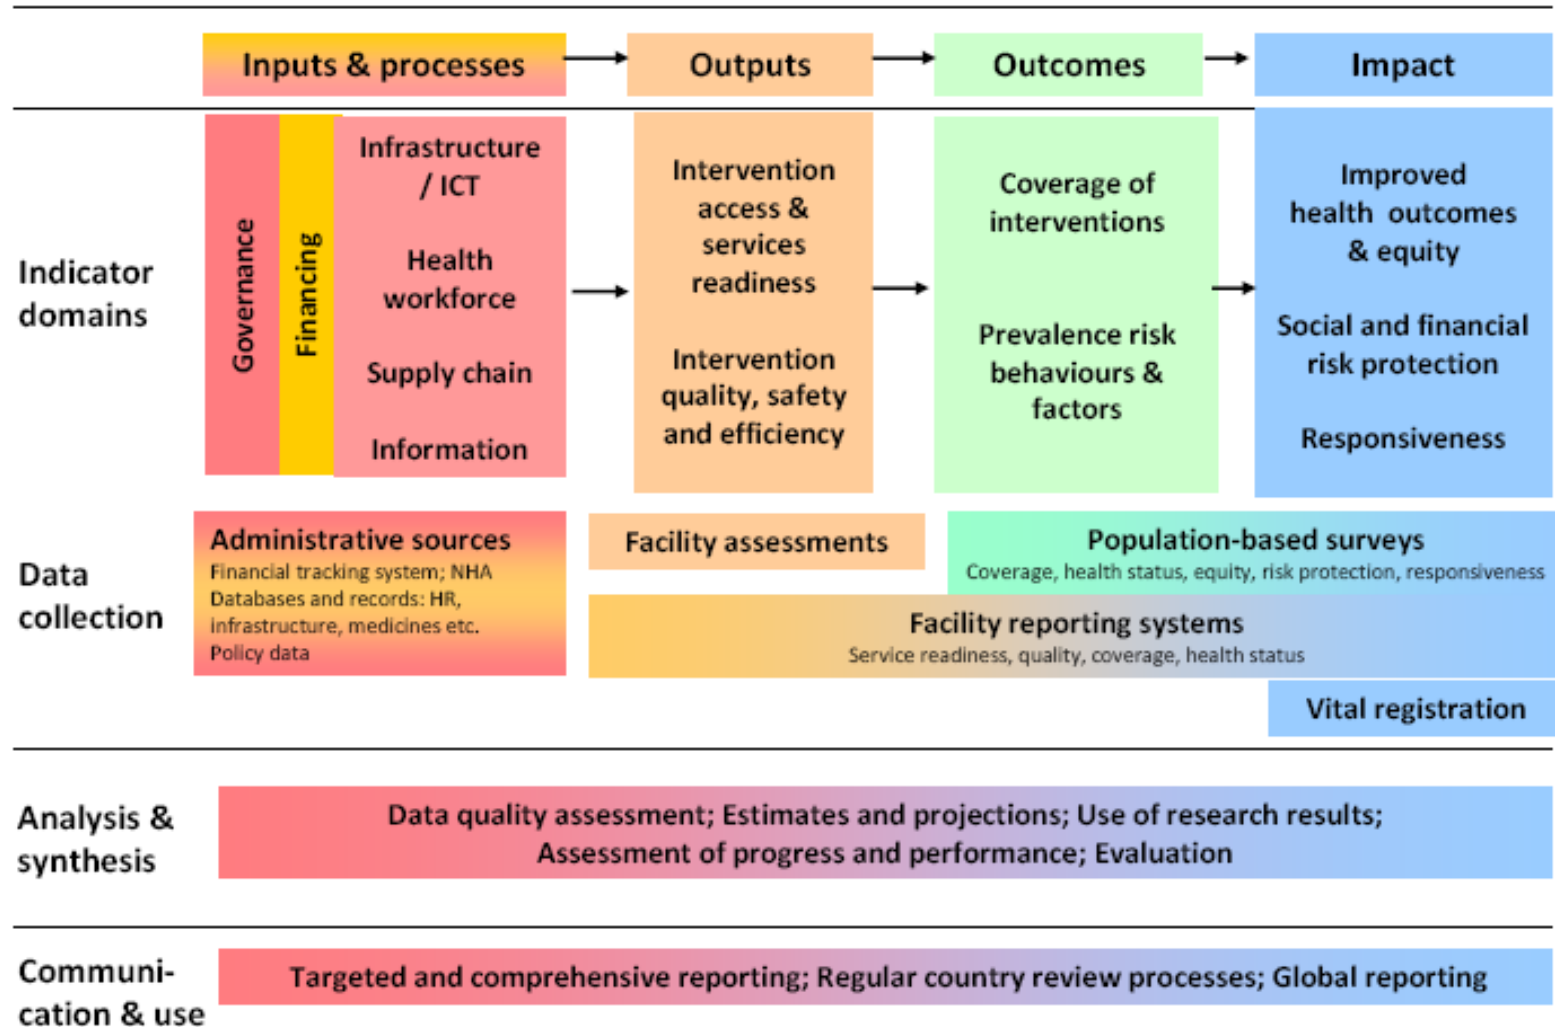 Inputs & processes
Outputs
Outcomes
Impact
Indicator
domains
Governance
Financing
Infrastructure
/ ICT
Health
workforce
Supply chain
Information
Intervention
access &
services
readiness
Intervention
quality, safety
and efficiency
Coverage of
interventions
Prevalence risk
behaviours &
factors
Improved
health outcomes
& equity
Social and financial
risk protection
Responsiveness
Data
collection
Administrative sources
Financial tracking system; NHA
Databases and records: HR,
infrastructure, medicines etc.
Policy data
Facility assessments
Population-based surveys
Coverage, health status, equity, risk protection, responsiveness
Facility reporting systems
Service readiness, quality, coverage, health status
Vital registration
Analysis &
synthesis
Data quality assessment; Estimates and projections; Use of research results;
Assessment of progress and performance; Evaluation
Communi-
cation & use
Targeted and comprehensive reporting; Regular country review processes; Global reporting